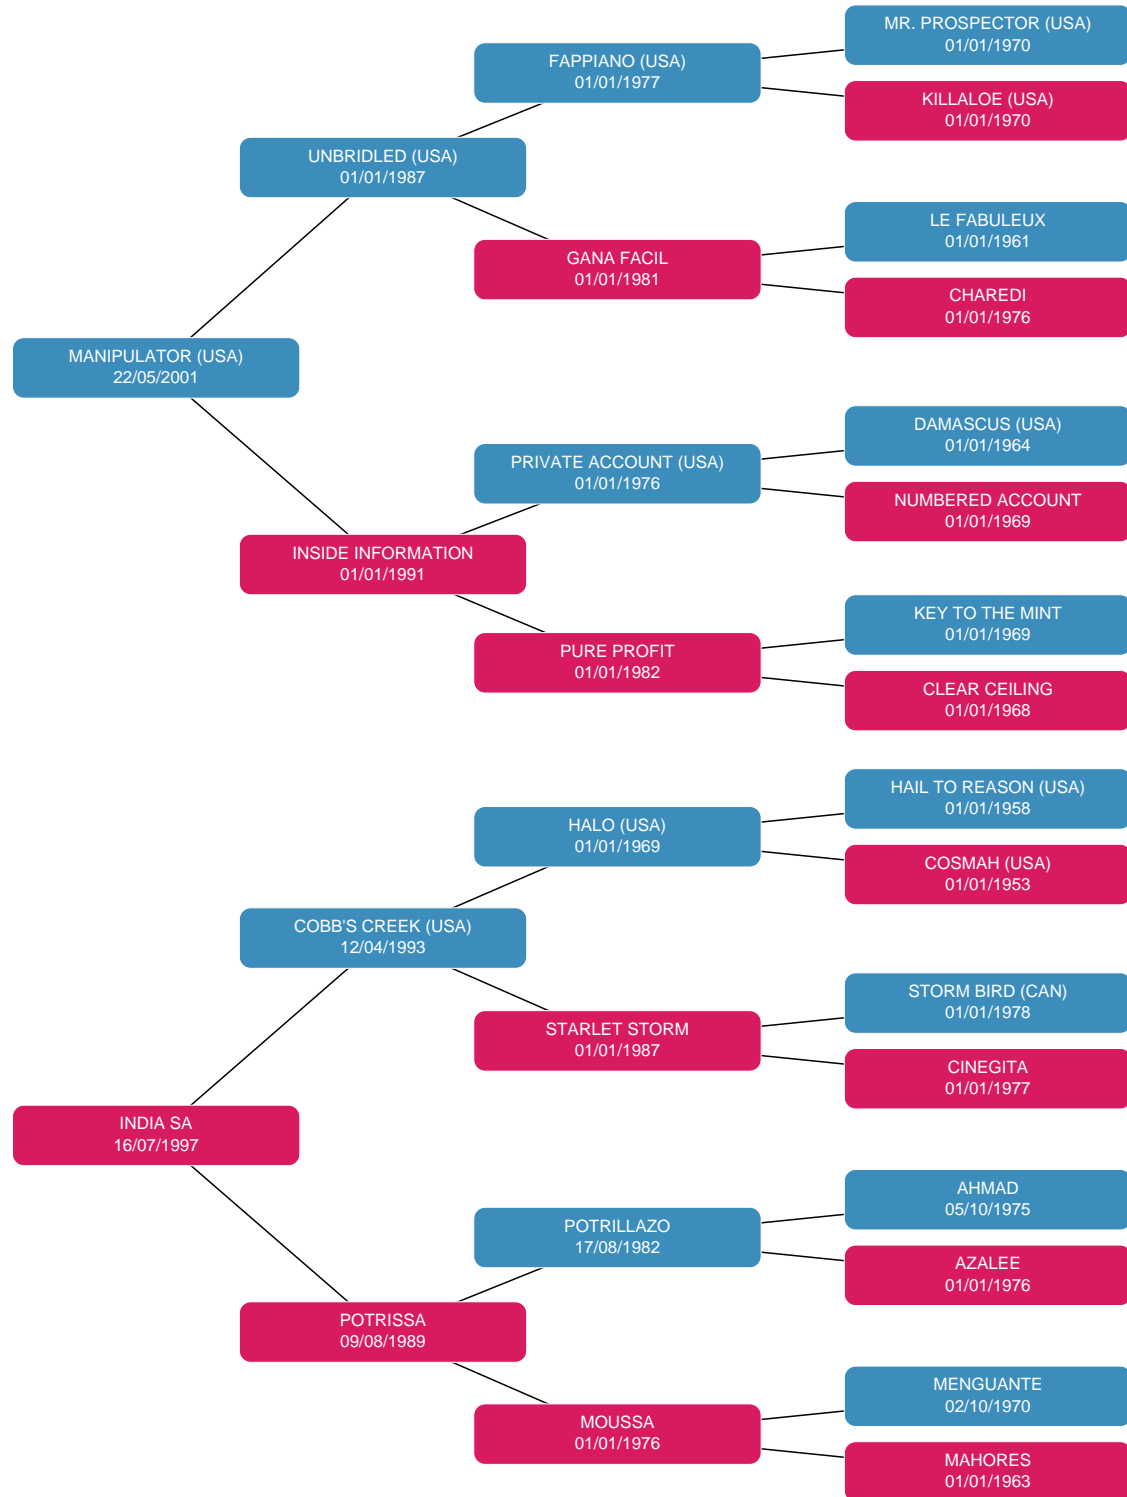 MR. PROSPECTOR (USA)
01/01/1970
FAPPIANO (USA)
01/01/1977
KILLALOE (USA)
01/01/1970
UNBRIDLED (USA)
01/01/1987
LE FABULEUX
01/01/1961
GANA FACIL
01/01/1981
CHAREDI
01/01/1976
MANIPULATOR (USA)
22/05/2001
DAMASCUS (USA)
01/01/1964
PRIVATE ACCOUNT (USA)
01/01/1976
NUMBERED ACCOUNT
01/01/1969
INSIDE INFORMATION
01/01/1991
KEY TO THE MINT
01/01/1969
PURE PROFIT
01/01/1982
CLEAR CEILING
01/01/1968
HAIL TO REASON (USA)
01/01/1958
HALO (USA)
01/01/1969
COSMAH (USA)
01/01/1953
COBB'S CREEK (USA)
12/04/1993
STORM BIRD (CAN)
01/01/1978
STARLET STORM
01/01/1987
CINEGITA
01/01/1977
INDIA SA
16/07/1997
AHMAD
05/10/1975
POTRILLAZO
17/08/1982
AZALEE
01/01/1976
POTRISSA
09/08/1989
MENGUANTE
02/10/1970
MOUSSA
01/01/1976
MAHORES
01/01/1963